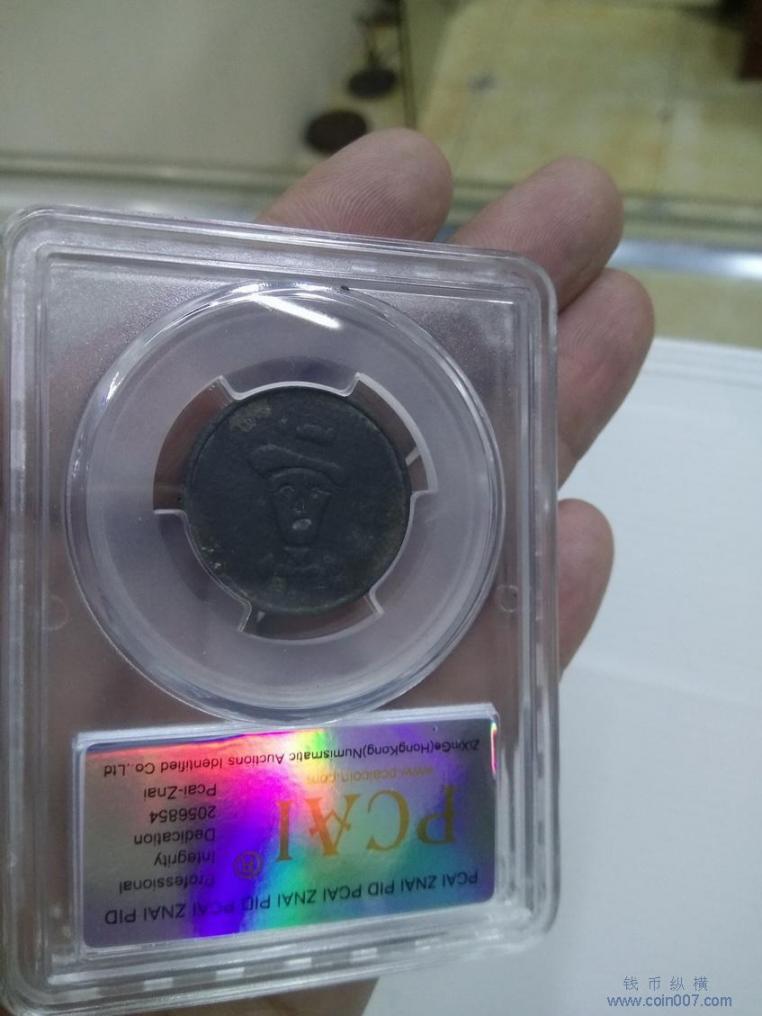 PCAI ZNAI PID PCAI ZNAI PID PCAI ZNAI PID
PCAI®
www.pcaicoin.com
Professional
Integrity
Dedication
2056854
Pcai-Znai
ZiXinGe(HongKong)Numismatic Auctions Identified Co.,Ltd
钱币纵横
www.coin007.com